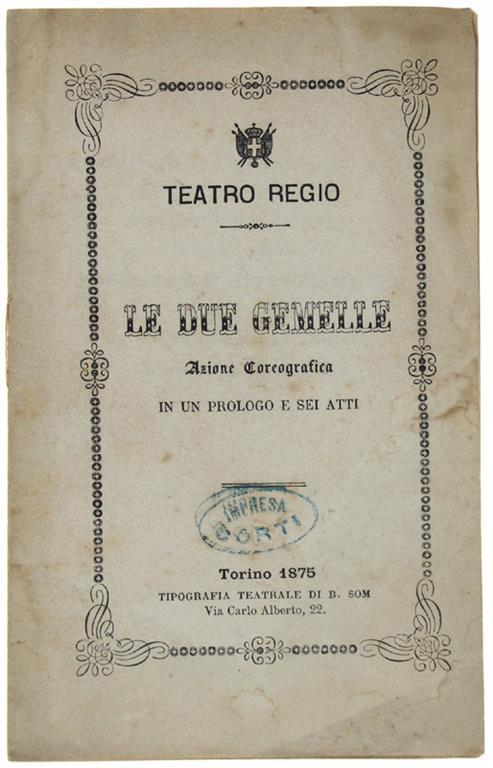 TEATRO REGIO
LE DUE GEMELLE
Azione Coreografica
IN UN PROLOGO E SEI ATTI
IMPRESA
CORTI
Torino 1875
TIPOGRAFIA TEATRALE DI B. SOM
Via Carlo Alberto, 22.